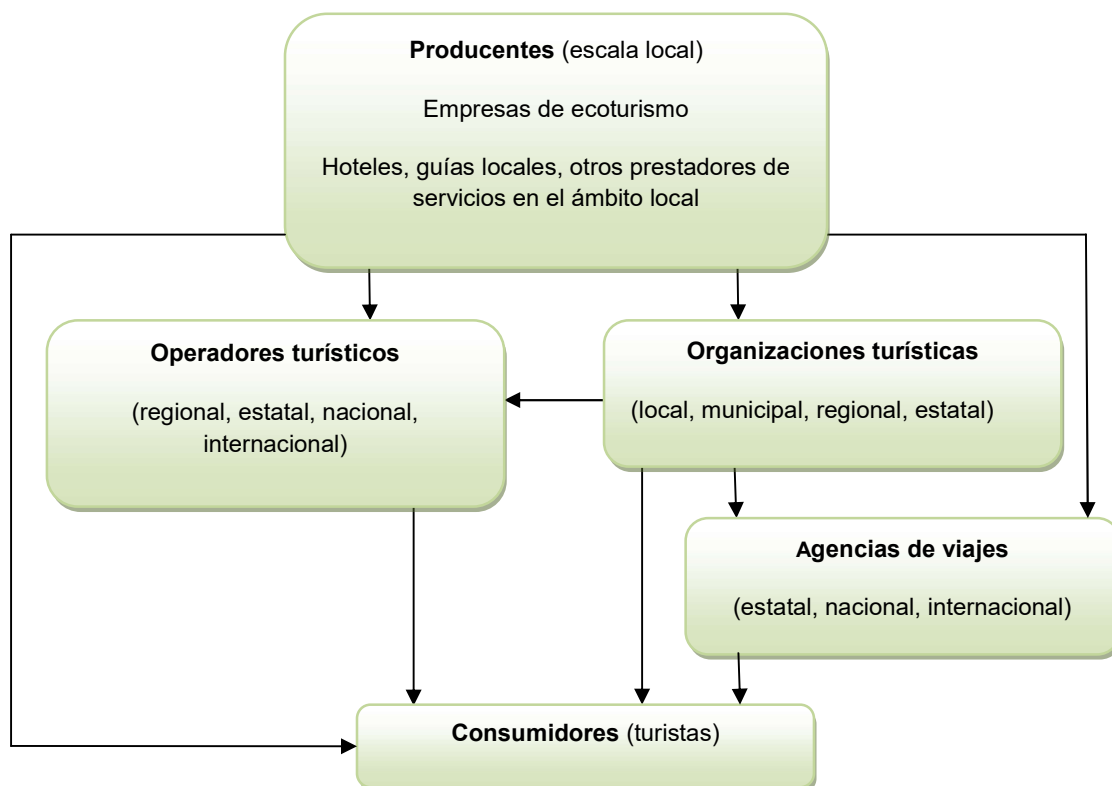 Producentes (escala local)
Empresas de ecoturismo
Hoteles, guías locales, otros prestadores de
servicios en el ámbito local
Operadores turísticos
(regional, estatal, nacional,
internacional)
Organizaciones turísticas
(local, municipal, regional, estatal)
Agencias de viajes
(estatal, nacional, internacional)
Consumidores (turistas)